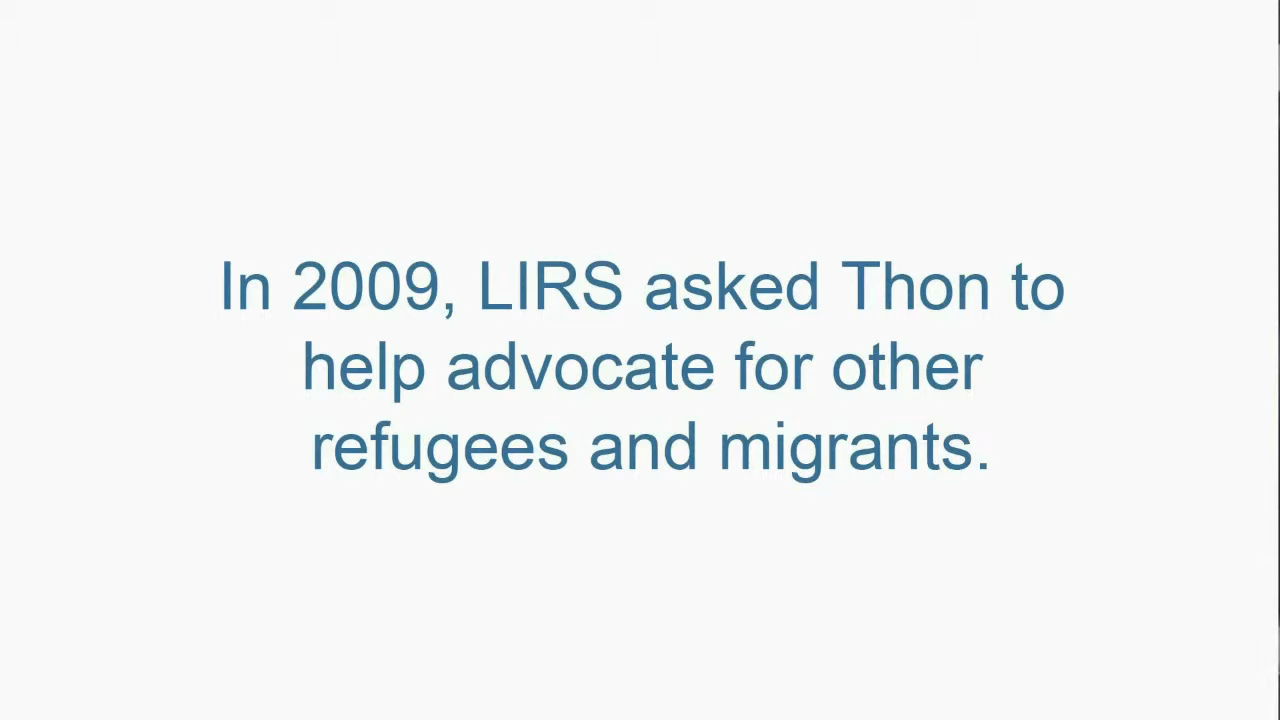 In 2009, LIRS asked Thon to
help advocate for other
refugees and migrants.